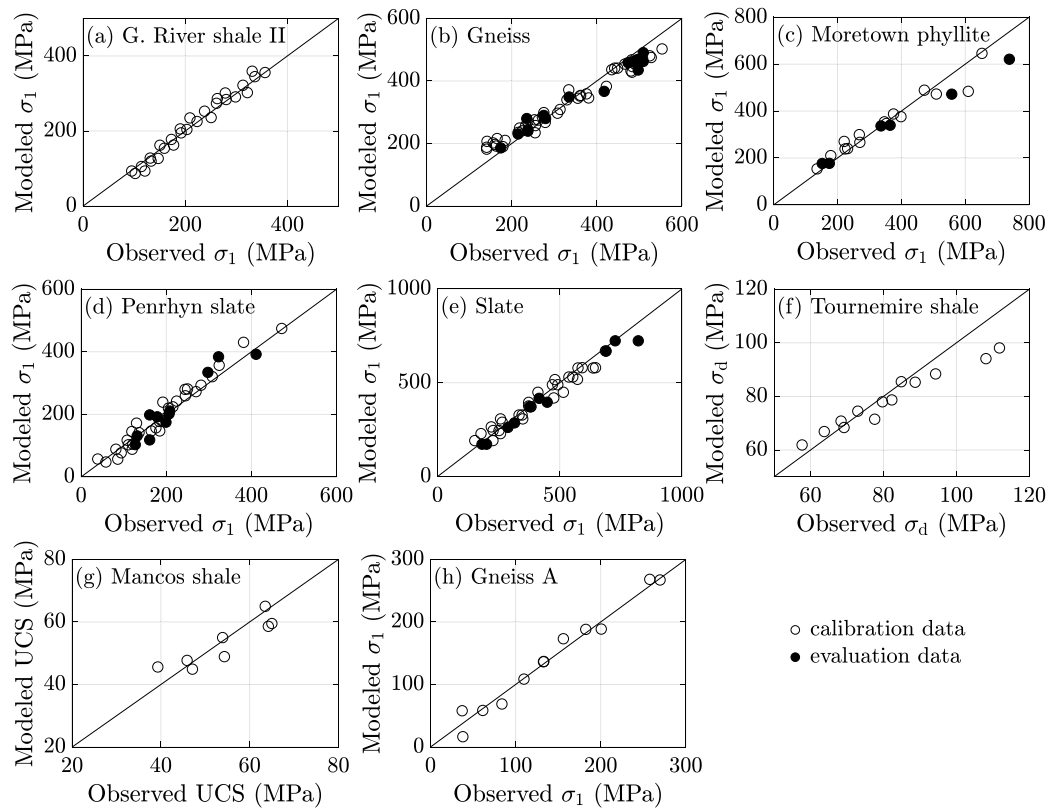 (a) G. River shale II
Modeled σ1 (MPa)
400
200
0
0 200 400
Observed σ1 (MPa)
(b) Gneiss
Modeled σ1 (MPa)
600
400
200
0
0 200 400 600
Observed σ1 (MPa)
(c) Moretown phyllite
Modeled σ1 (MPa)
800
600
400
200
0
0 200 400 600 800
Observed σ1 (MPa)
(d) Penrhyn slate
Modeled σ1 (MPa)
600
400
200
0
0 200 400 600
Observed σ1 (MPa)
(e) Slate
Modeled σ1 (MPa)
1000
500
0
0 500 1000
Observed σ1 (MPa)
(f) Tournemire shale
Modeled σd (MPa)
120
100
80
60
60 80 100 120
Observed σd (MPa)
(g) Mancos shale
Modeled UCS (MPa)
80
60
40
20
20 40 60 80
Observed UCS (MPa)
(h) Gneiss A
Modeled σ1 (MPa)
300
200
100
0
0 100 200 300
Observed σ1 (MPa)
calibration data
evaluation data